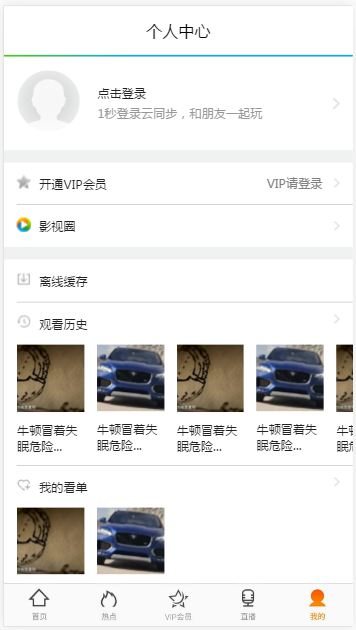 个人中心
点击登录
1秒登录云同步，和朋友一起玩
开通VIP会员 VIP请登录
影视圈
离线缓存
观看历史
牛顿冒着失 牛顿冒着失 牛顿冒着失 牛顿冒着失 牛
眠危险... 眠危险... 眠危险... 眠危险... 眠
我的看单
首页 热点 VIP会员 直播 我的